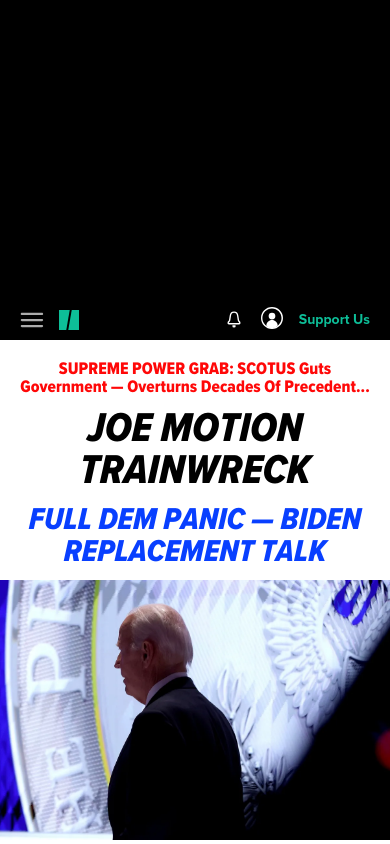 Support Us
SUPREME POWER GRAB: SCOTUS Guts
Government — Overturns Decades Of Precedent...
JOE MOTION
TRAINWRECK
FULL DEM PANIC — BIDEN
REPLACEMENT TALK